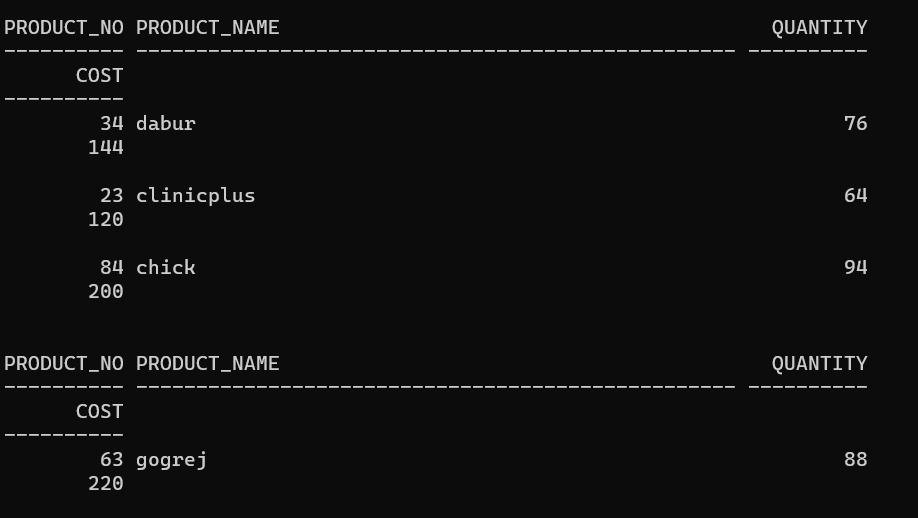 PRODUCT_NO PRODUCT_NAME                                         QUANTITY
---------- -------------------------------------------------- ----------
      COST
----------
        34 dabur                                                      76
       144

        23 clinicplus                                                 64
       120

        84 chick                                                      94
       200


PRODUCT_NO PRODUCT_NAME                                         QUANTITY
---------- -------------------------------------------------- ----------
      COST
----------
        63 gogrej                                                     88
       220